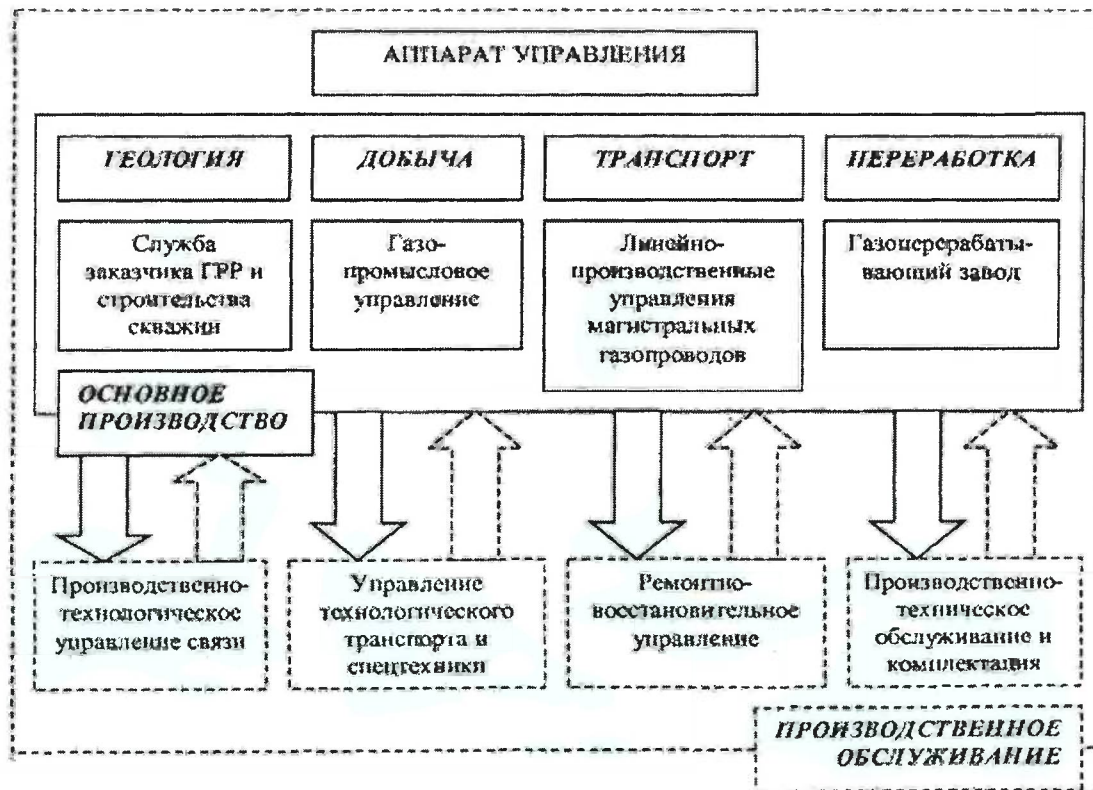 АППАРАТ УПРАВЛЕНИЯ
ГЕОЛОГИЯ
ДОБЫЧА
ТРАНСПОРТ
ПЕРЕРАБОТКА
Служба
заказчика ГРР и
строительства
скважин
Газо-
промысловое
управление
Линейно-
производственные
управления
магистральных
газопроводов
Газоперерабаты-
вающий завод
ОСНОВНОЕ
ПРОИЗВОДСТВО
Производственно-
технологическое
управление связи
Управление
технологического
транспорта и
спецтехники
Ремонтно-
восстановительное
управление
Производственно-
техническое
обслуживание и
комплектация
ПРОИЗВОДСТВЕННОЕ
ОБСЛУЖИВАНИЕ